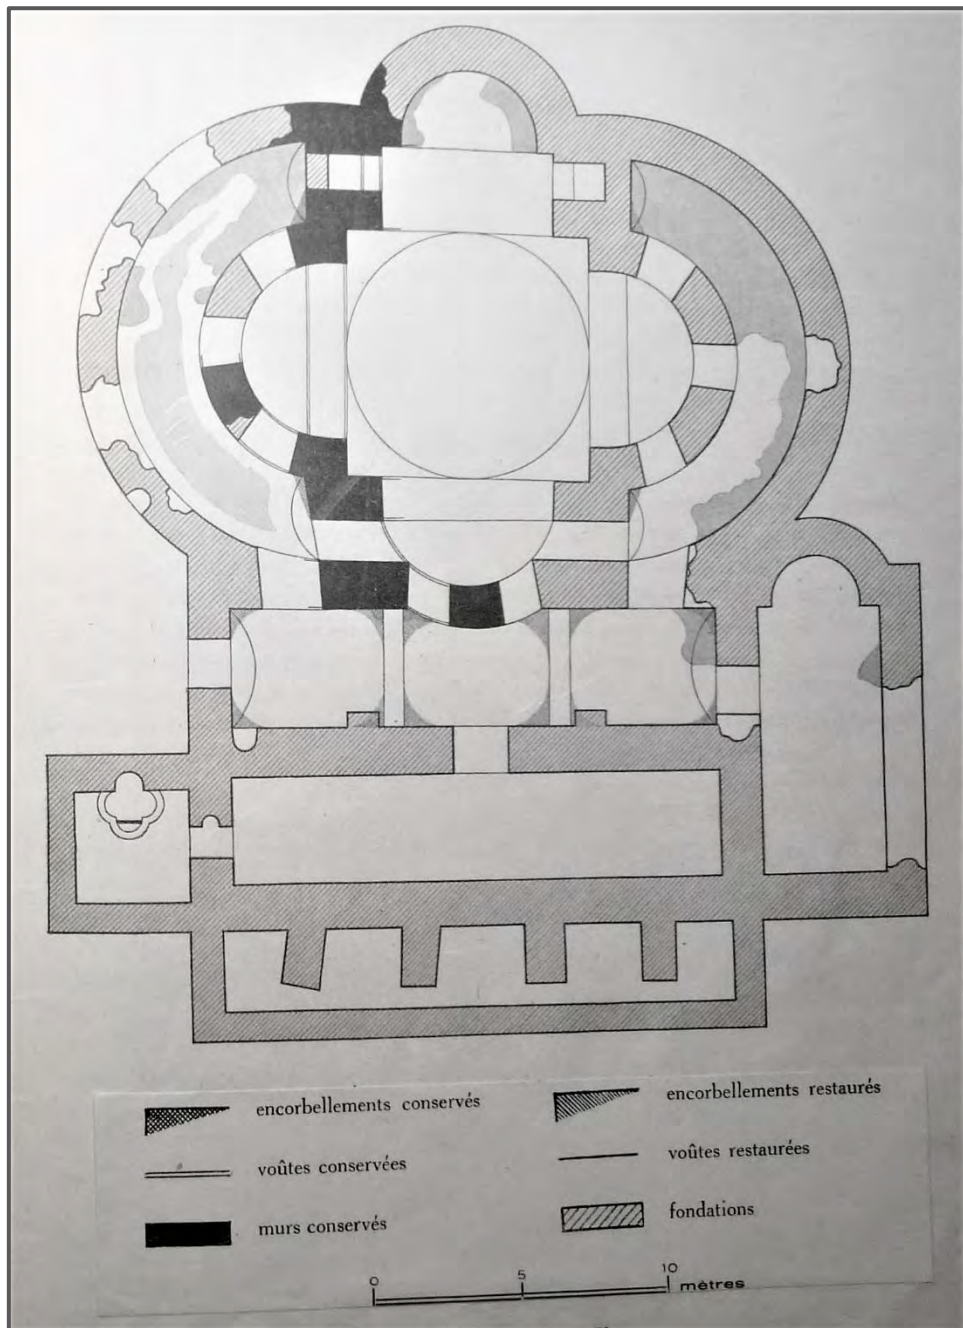 encorbellements conservés
encorbellements restaurés
voûtes conservées
voûtes restaurées
murs conservés
fondations
0 5 10 mètres